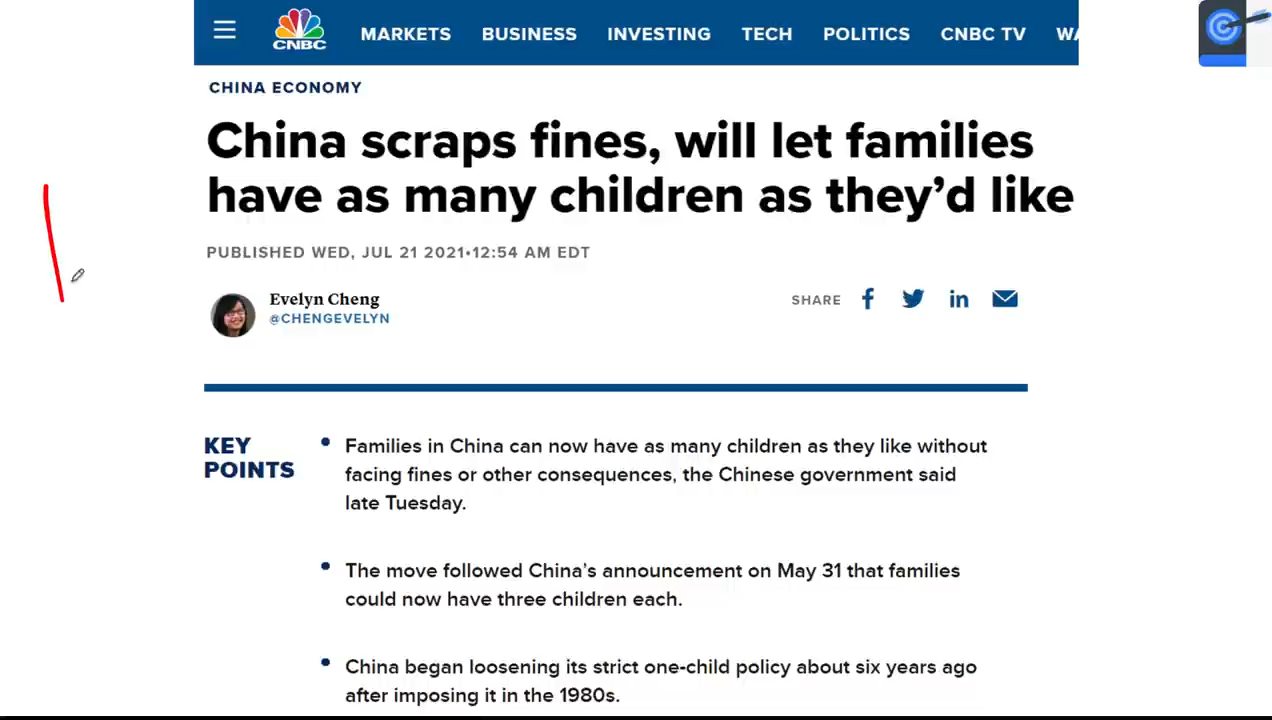 CNBC
MARKETS BUSINESS INVESTING TECH POLITICS CNBC TV
CHINA ECONOMY
China scraps fines, will let families
have as many children as they’d like
PUBLISHED WED, JUL 21 2021•12:54 AM EDT
Evelyn Cheng
@CHENGEVELYN
SHARE
KEY
POINTS
Families in China can now have as many children as they like without
facing fines or other consequences, the Chinese government said
late Tuesday.
The move followed China’s announcement on May 31 that families
could now have three children each.
China began loosening its strict one-child policy about six years ago
after imposing it in the 1980s.